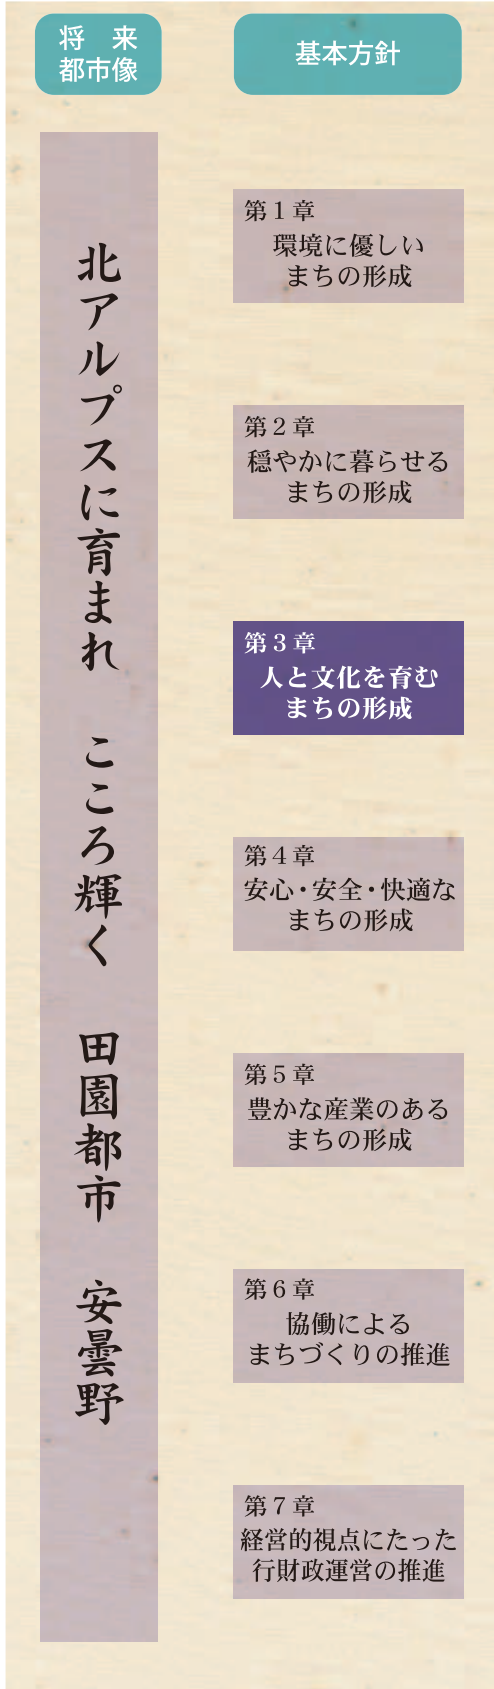 将　来
都市像
基本方針
北アルプスに育まれ　こころ輝く　田園都市　安曇野
第１章
環境に優しい
まちの形成
第２章
穏やかに暮らせる
まちの形成
第３章
人と文化を育む
まちの形成
第４章
安心・安全・快適な
まちの形成
第５章
豊かな産業のある
まちの形成
第６章
協働による
まちづくりの推進
第７章
経営的視点にたった
行財政運営の推進